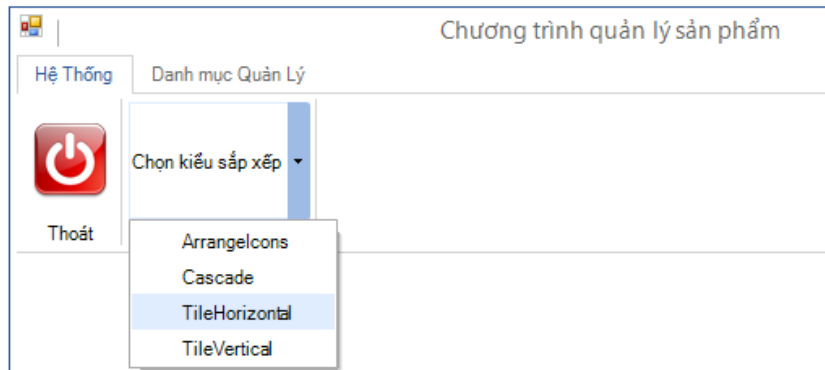 Chương trình quản lý sản phẩm
Hệ Thống Danh mục Quản Lý
Chọn kiểu sắp xếp
Thoát
ArrangeIcons
Cascade
TileHorizontal
TileVertical